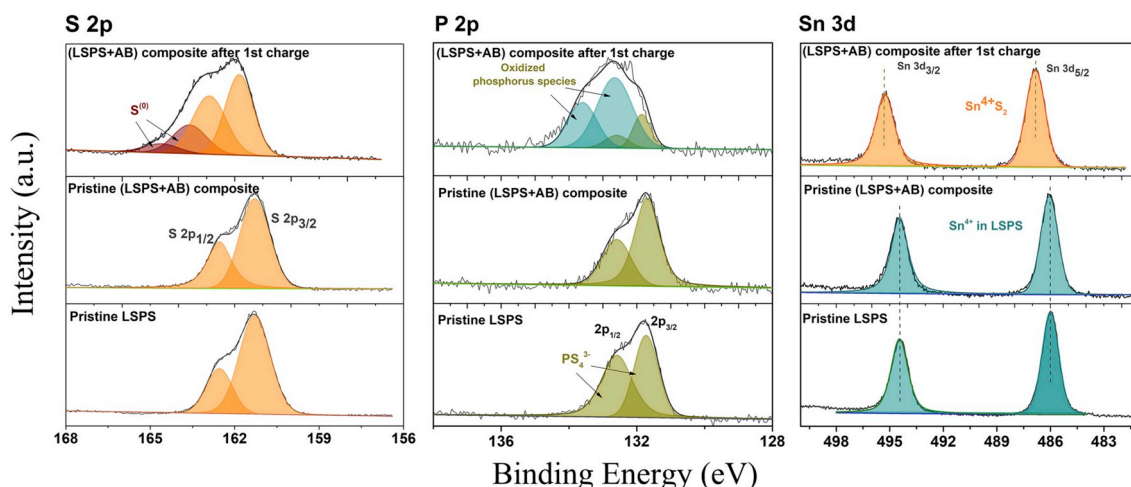 S 2p
P 2p
Sn 3d
Intensity (a.u.)
(LSPS+AB) composite after 1st charge
S(0)
Pristine (LSPS+AB) composite
S 2p1/2
S 2p3/2
Pristine LSPS
168 165 162 159 156
(LSPS+AB) composite after 1st charge
Oxidized
phosphorus species
Pristine (LSPS+AB) composite
Pristine LSPS
2p1/2
2p3/2
PS4 3-
136 132 128
(LSPS+AB) composite after 1st charge
Sn 3d3/2
Sn 3d5/2
Sn4+S2
Pristine (LSPS+AB) composite
Sn4+ in LSPS
Pristine LSPS
498 495 492 489 486 483
Binding Energy (eV)